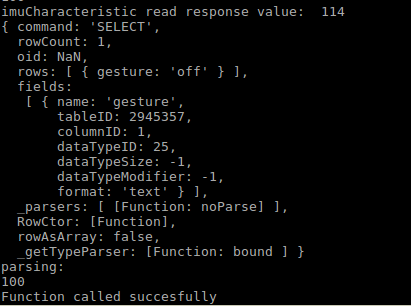 imuCharacteristic read response value:  114
{ command: 'SELECT',
  rowCount: 1,
  oid: NaN,
  rows: [ { gesture: 'off' } ],
  fields:
   [ { name: 'gesture',
       tableID: 2945357,
       columnID: 1,
       dataTypeID: 25,
       dataTypeSize: -1,
       dataTypeModifier: -1,
       format: 'text' } ],
  _parsers: [ [Function: noParse] ],
  RowCtor: [Function],
  rowAsArray: false,
  _getTypeParser: [Function: bound ] }
parsing:
100
Function called succesfully